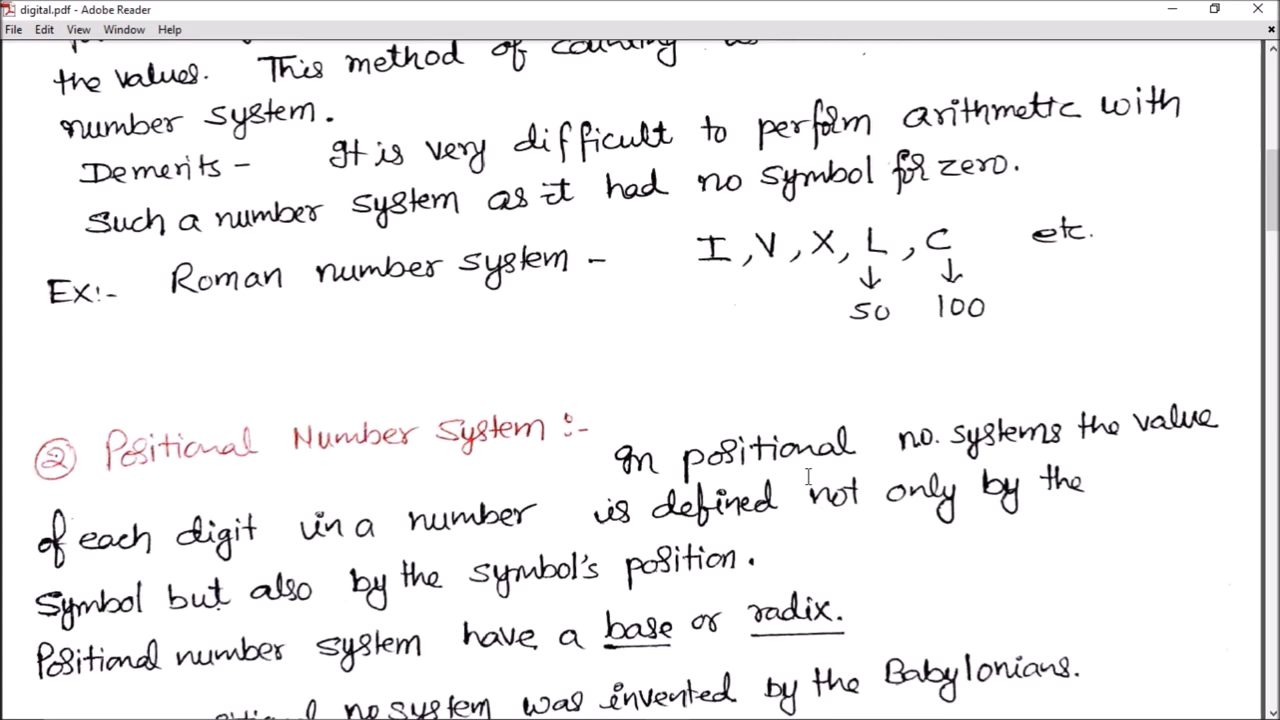 digital.pdf - Adobe Reader
File Edit View Window Help
the values. This method of counting
number system.
Demerits - It is very difficult to perform arithmetic with
Such a number system as it had no symbol for zero.
Ex:- Roman number system - I, V, X, L, C etc.
50 100
② Positional Number System :- In positional no. systems the value
of each digit in a number is defined not only by the
Symbol but also by the symbol's position.
Positional number system have a base or radix.
no system was invented by the Babylonians.